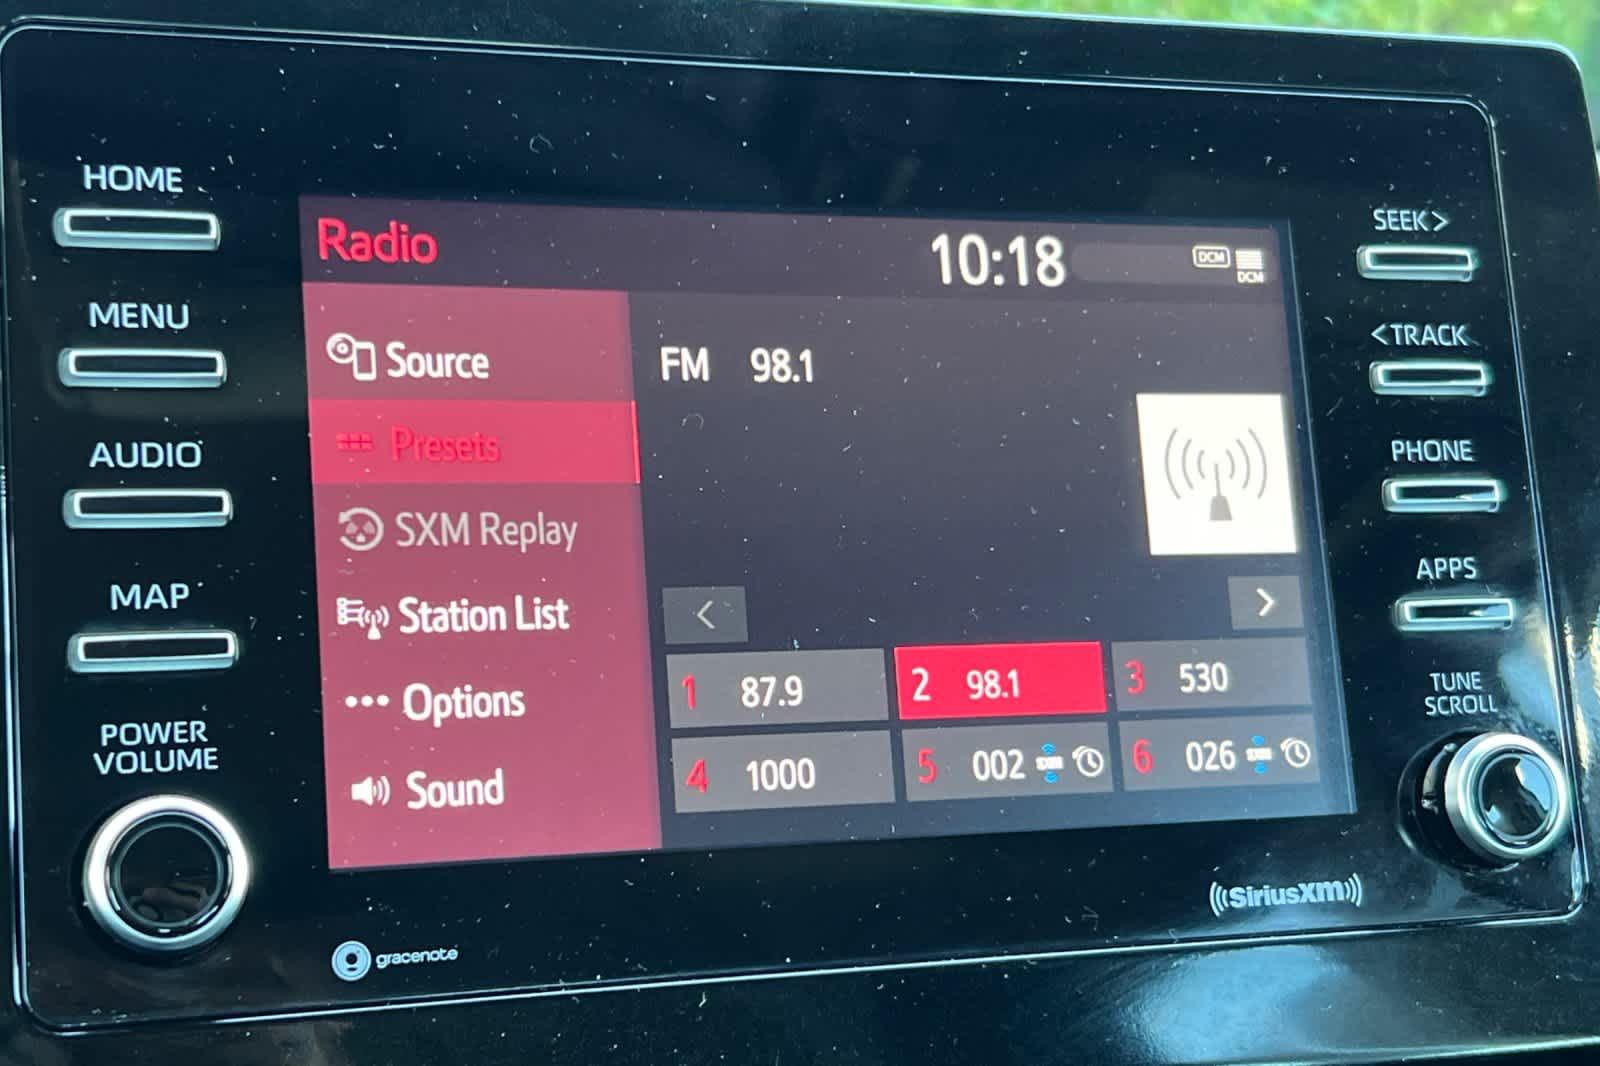 HOME
MENU
AUDIO
MAP
POWER
VOLUME
Radio
10:18
DCM
DCM
Source
Presets
SXM Replay
Station List
Options
Sound
FM 98.1
<
>
1 87.9
2 98.1
3 530
4 1000
5 002 SXM
6 026 SXM
SEEK >
< TRACK
PHONE
APPS
TUNE
SCROLL
gracenote
SiriusXM